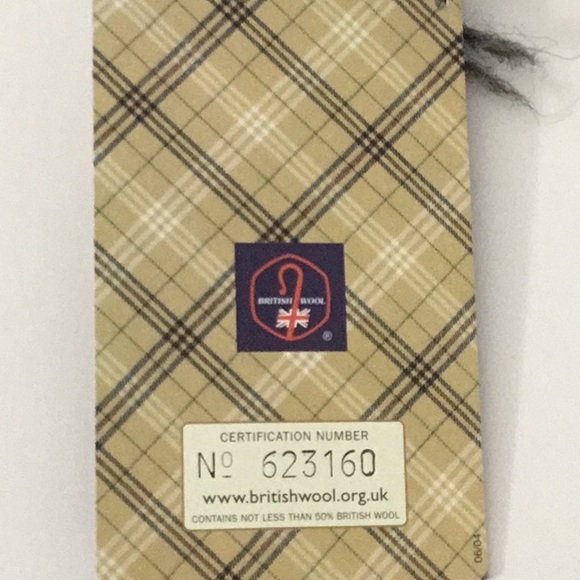 BRITISH WOOL
®
CERTIFICATION NUMBER
Nº 623160
www.britishwool.org.uk
CONTAINS NOT LESS THAN 50% BRITISH WOOL
06/04